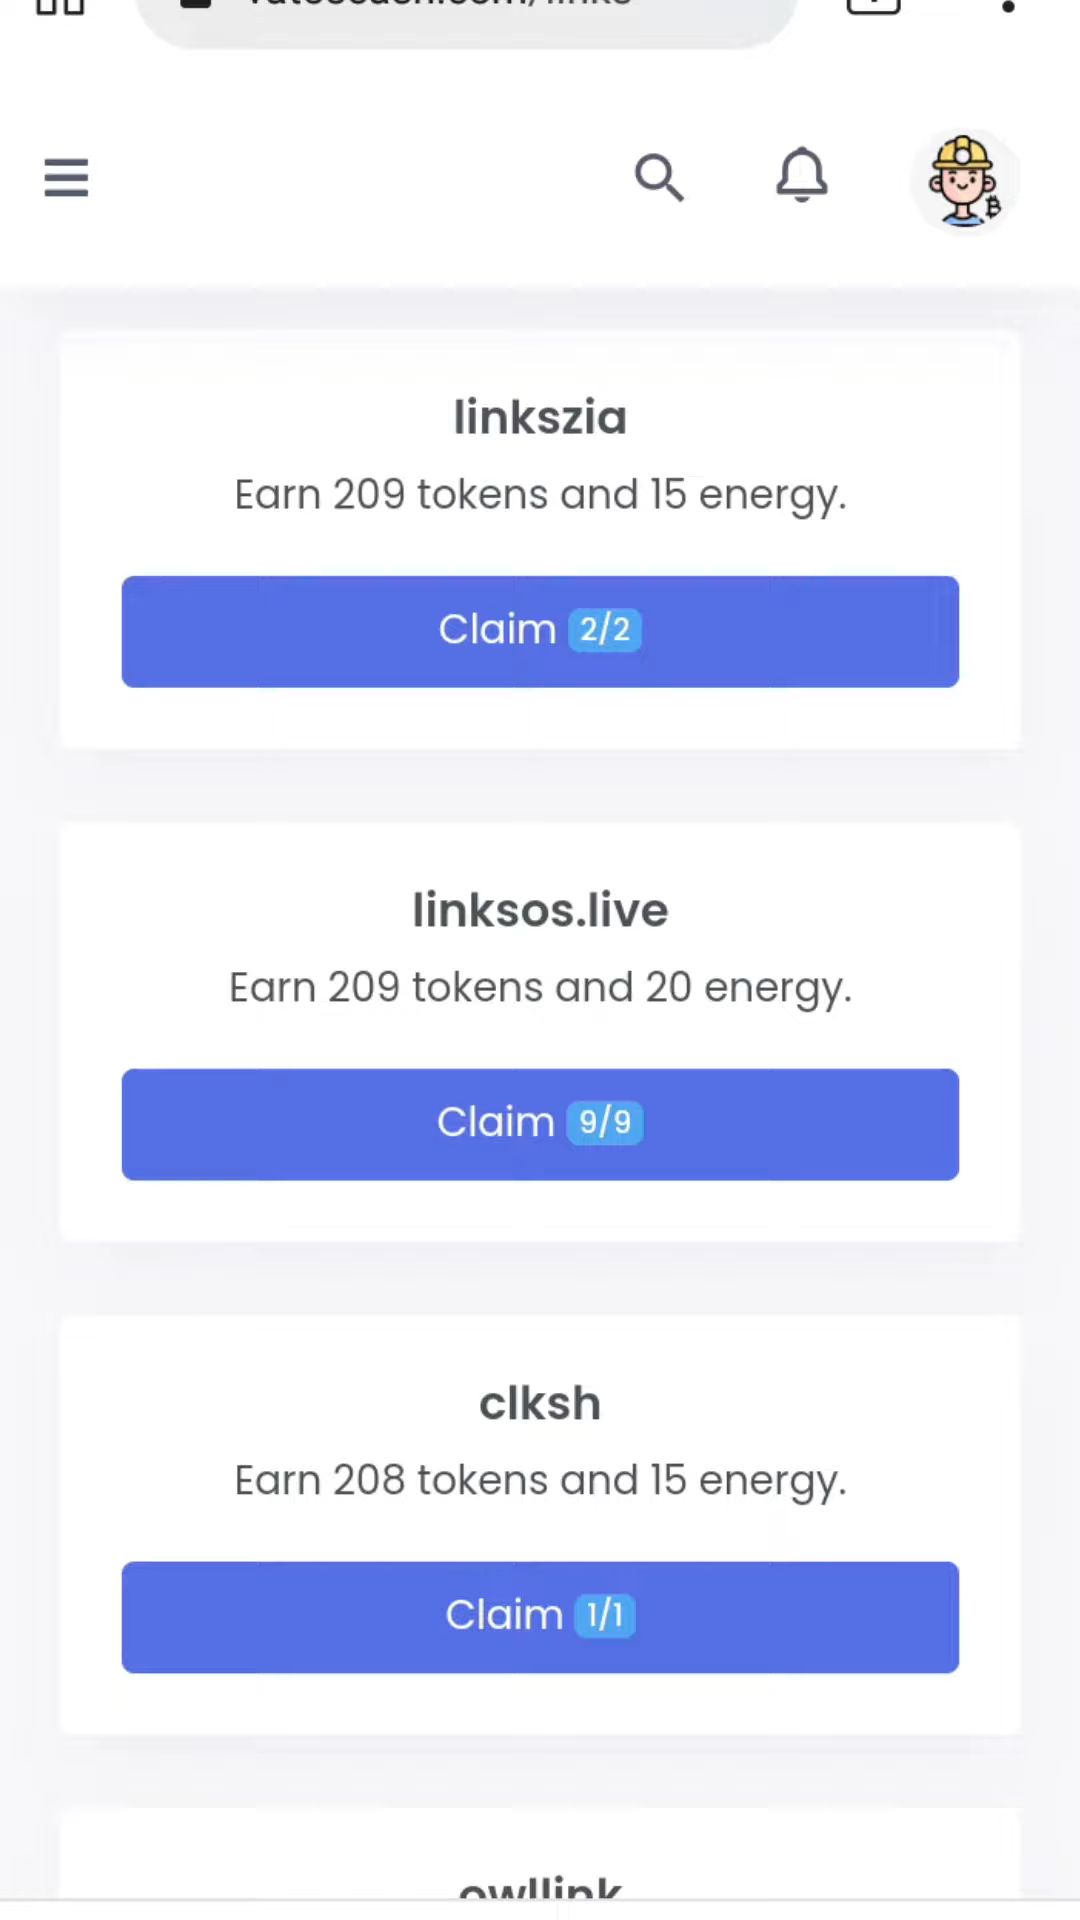 linkszia
Earn 209 tokens and 15 energy.
Claim 2/2
linksos.live
Earn 209 tokens and 20 energy.
Claim 9/9
clksh
Earn 208 tokens and 15 energy.
Claim 1/1
owllink